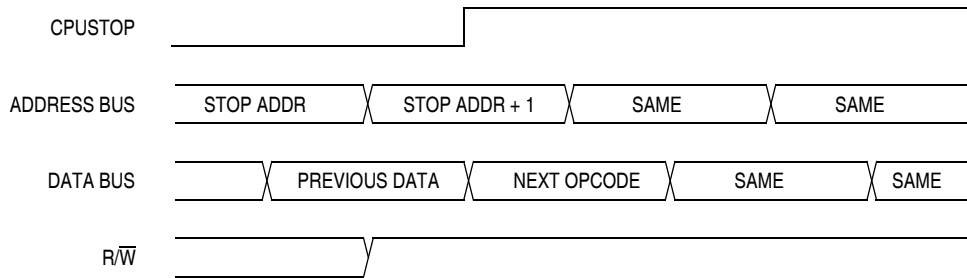 CPUSTOP
ADDRESS BUS STOP ADDR STOP ADDR + 1 SAME SAME
DATA BUS PREVIOUS DATA NEXT OPCODE SAME SAME
R/W̅